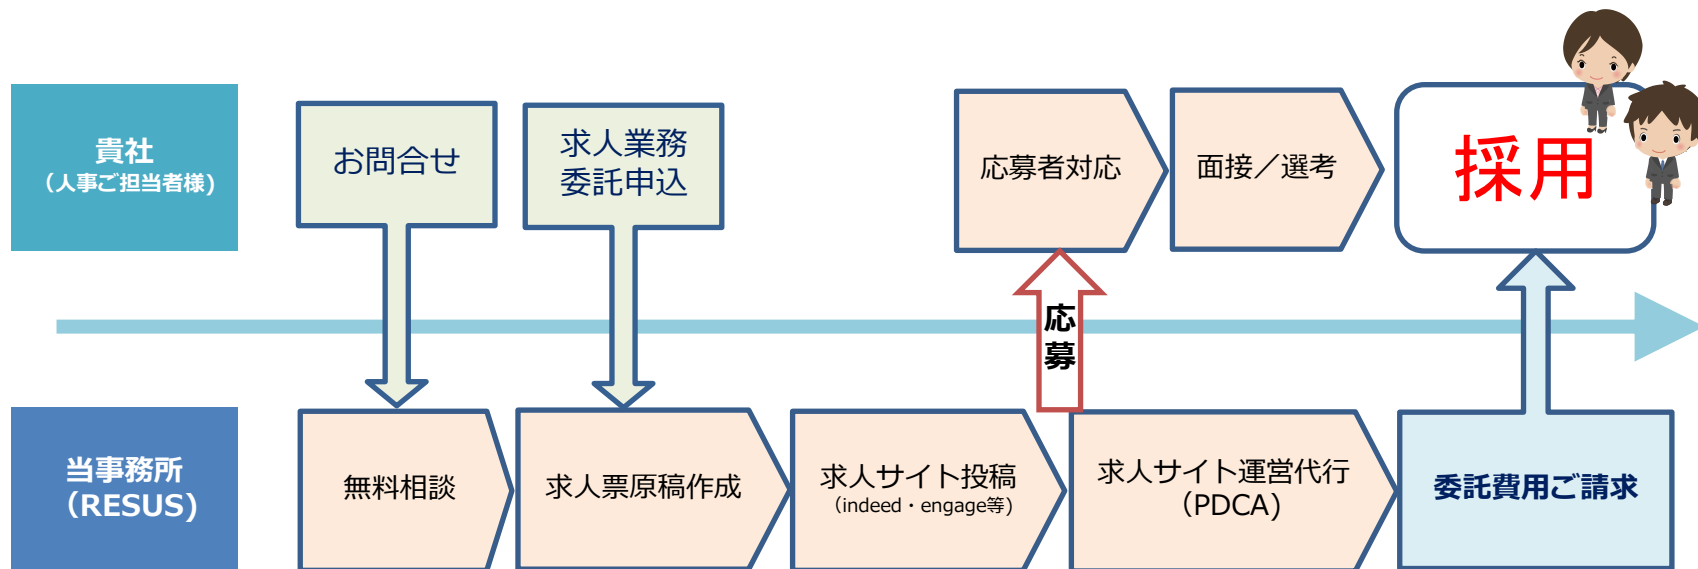 貴社
（人事ご担当者様)
お問合せ
求人業務
委託申込
応募者対応
面接／選考
採用
応
募
当事務所
（RESUS)
無料相談
求人票原稿作成
求人サイト投稿
（indeed・engage等)
求人サイト運営代行
（PDCA)
委託費用ご請求